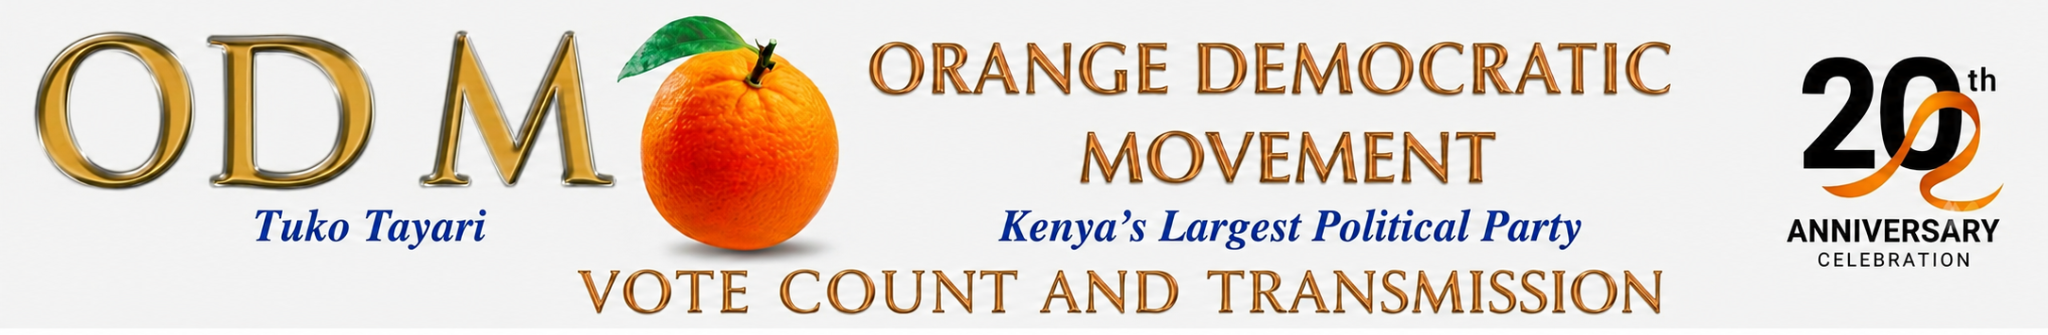 OD M
ORANGE DEMOCRATIC
MOVEMENT
Tuko Tayari
Kenya’s Largest Political Party
VOTE COUNT AND TRANSMISSION
20th
ANNIVERSARY
CELEBRATION